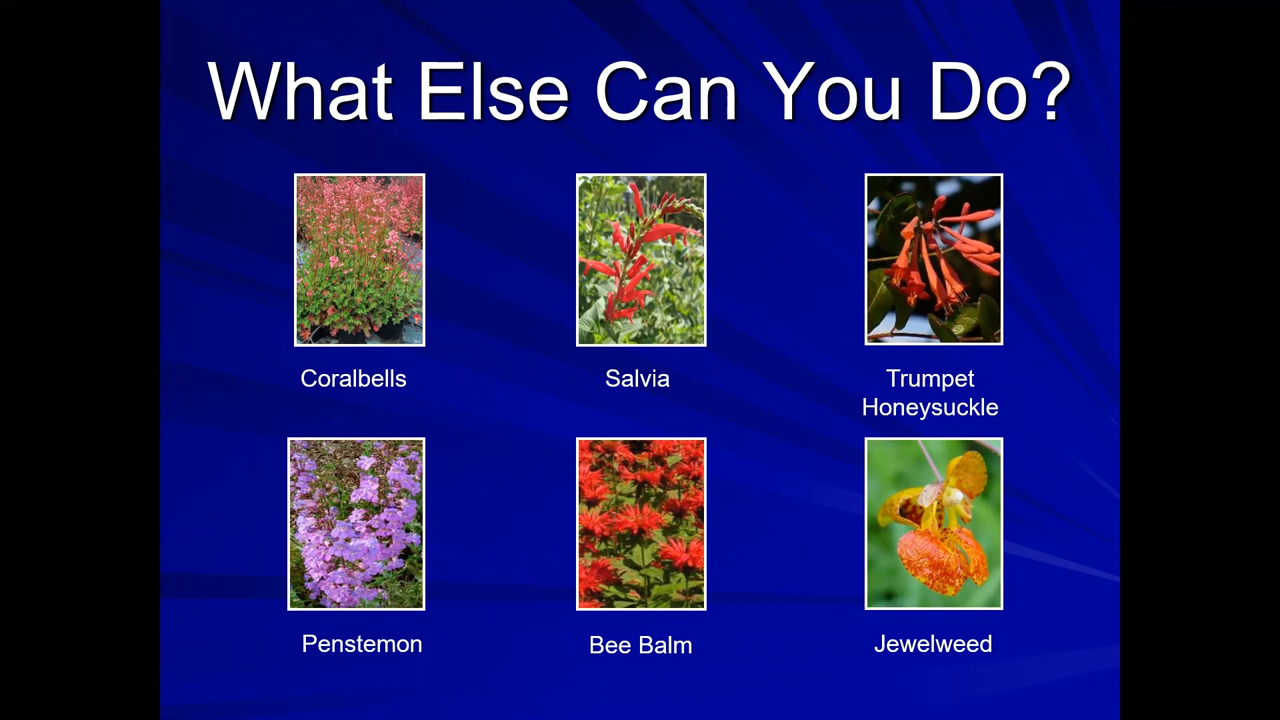 What Else Can You Do?
Coralbells
Salvia
Trumpet
Honeysuckle
Penstemon
Bee Balm
Jewelweed